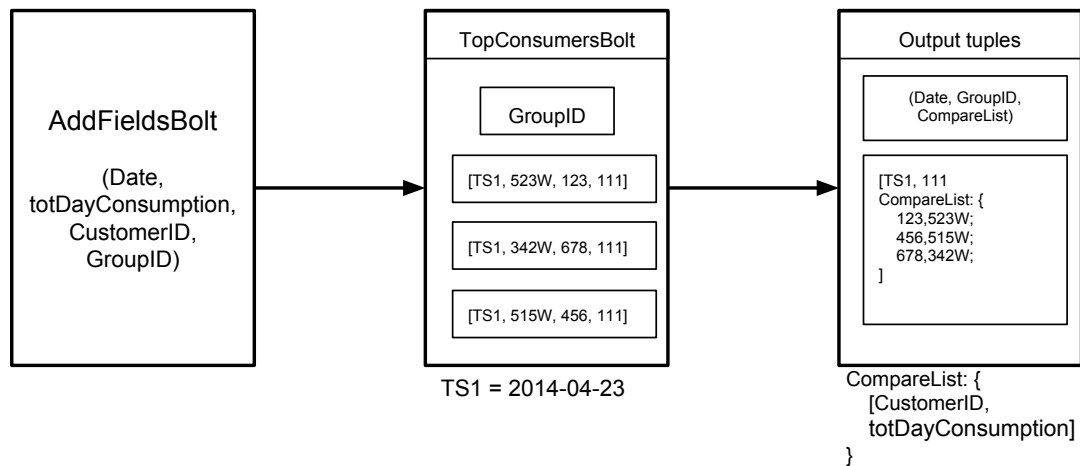 AddFieldsBolt
(Date,
totDayConsumption,
CustomerID,
GroupID)
TopConsumersBolt
GroupID
[TS1, 523W, 123, 111]
[TS1, 342W, 678, 111]
[TS1, 515W, 456, 111]
TS1 = 2014-04-23
Output tuples
(Date, GroupID,
CompareList)
[TS1, 111
CompareList: {
123,523W;
456,515W;
678,342W;
]
CompareList: {
[CustomerID,
totDayConsumption]
}